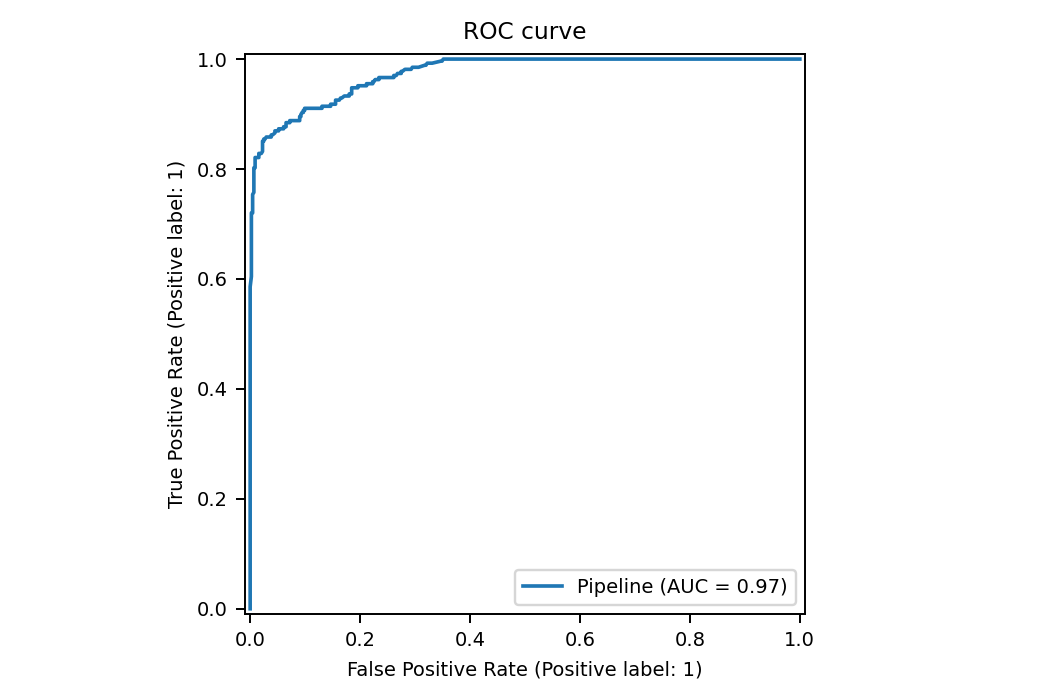 ROC curve
True Positive Rate (Positive label: 1)
1.0
0.8
0.6
0.4
0.2
0.0
Pipeline (AUC = 0.97)
0.0 0.2 0.4 0.6 0.8 1.0
False Positive Rate (Positive label: 1)